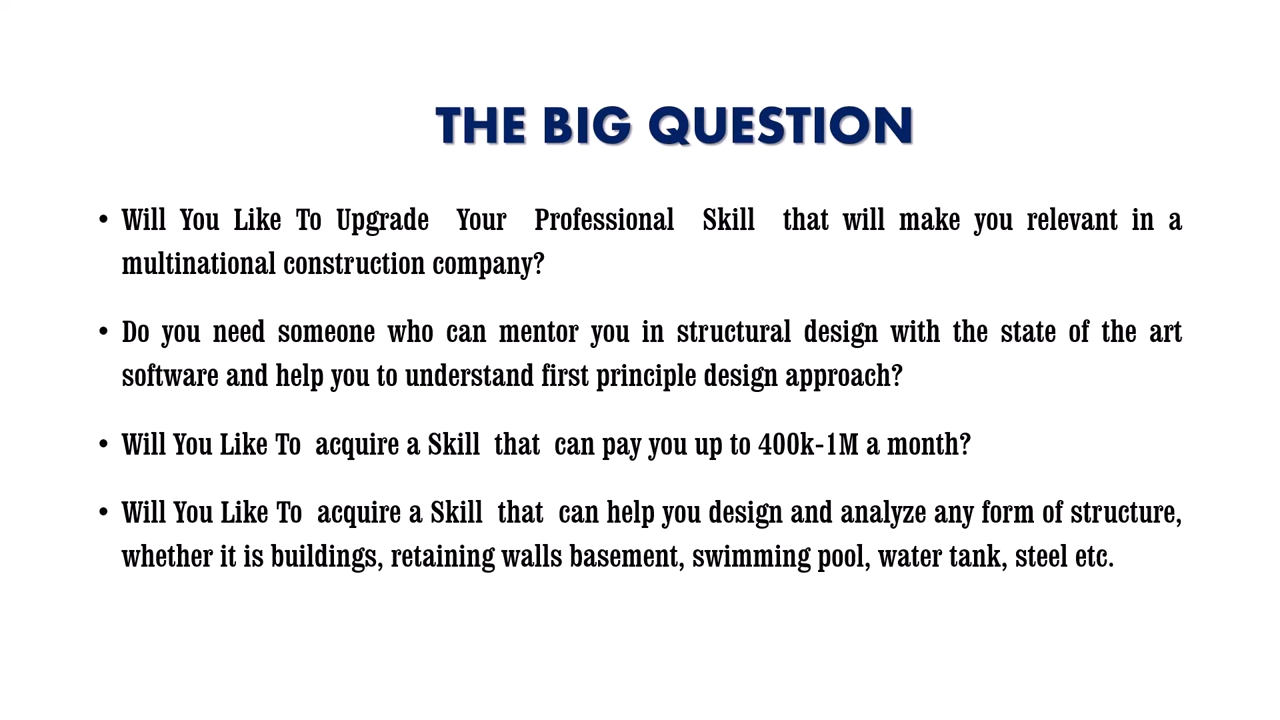 THE BIG QUESTION
• Will You Like To Upgrade Your Professional Skill that will make you relevant in a
multinational construction company?
• Do you need someone who can mentor you in structural design with the state of the art
software and help you to understand first principle design approach?
• Will You Like To acquire a Skill that can pay you up to 400k-1M a month?
• Will You Like To acquire a Skill that can help you design and analyze any form of structure,
whether it is buildings, retaining walls basement, swimming pool, water tank, steel etc.